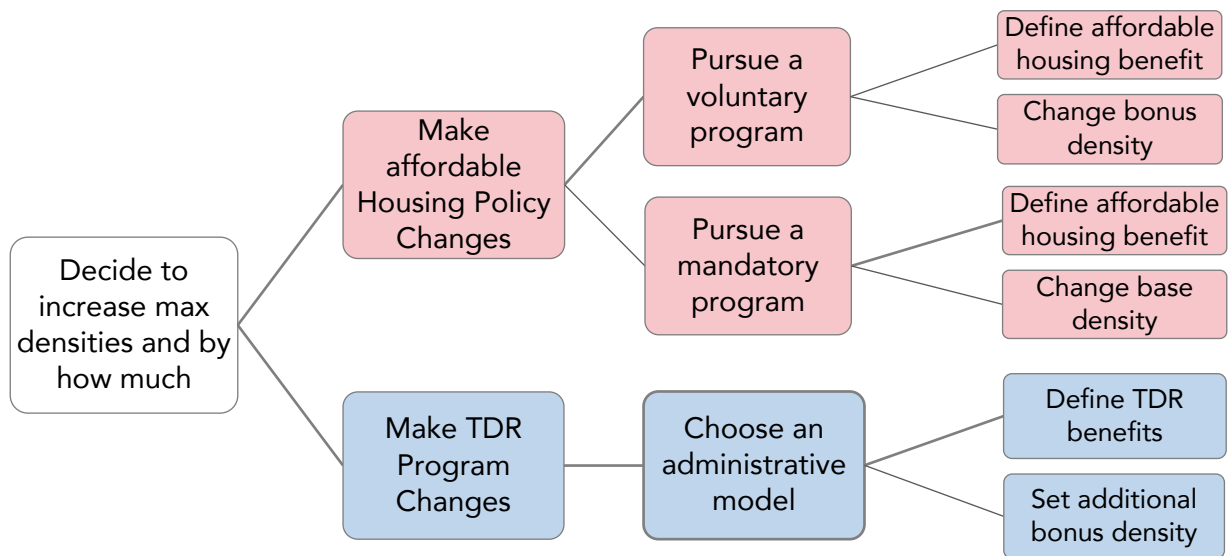 Decide to
increase max
densities and by
how much
Make
affordable
Housing Policy
Changes
Pursue a
voluntary
program
Define affordable
housing benefit
Change bonus
density
Pursue a
mandatory
program
Define affordable
housing benefit
Change base
density
Make TDR
Program
Changes
Choose an
administrative
model
Define TDR
benefits
Set additional
bonus density